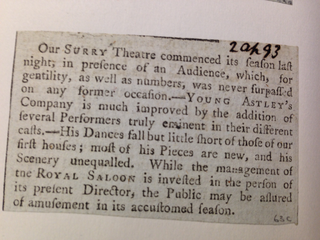 2 ap 93
Our SURRY Theatre commenced its season last
night; in presence of an Audience, which, for
gentility, as well as numbers, was never surpassed
on any former occasion.—YOUNG ASTLEY's
Company is much improved by the addition of
several Performers truly eminent in their different
casts.—His Dances fall but little short of those of our
first houses; most of his Pieces are new, and his
Scenery unequalled. While the management of
the ROYAL SALOON is invested in the person of
its present Director, the Public may be assured
of amusement in its accustomed season.